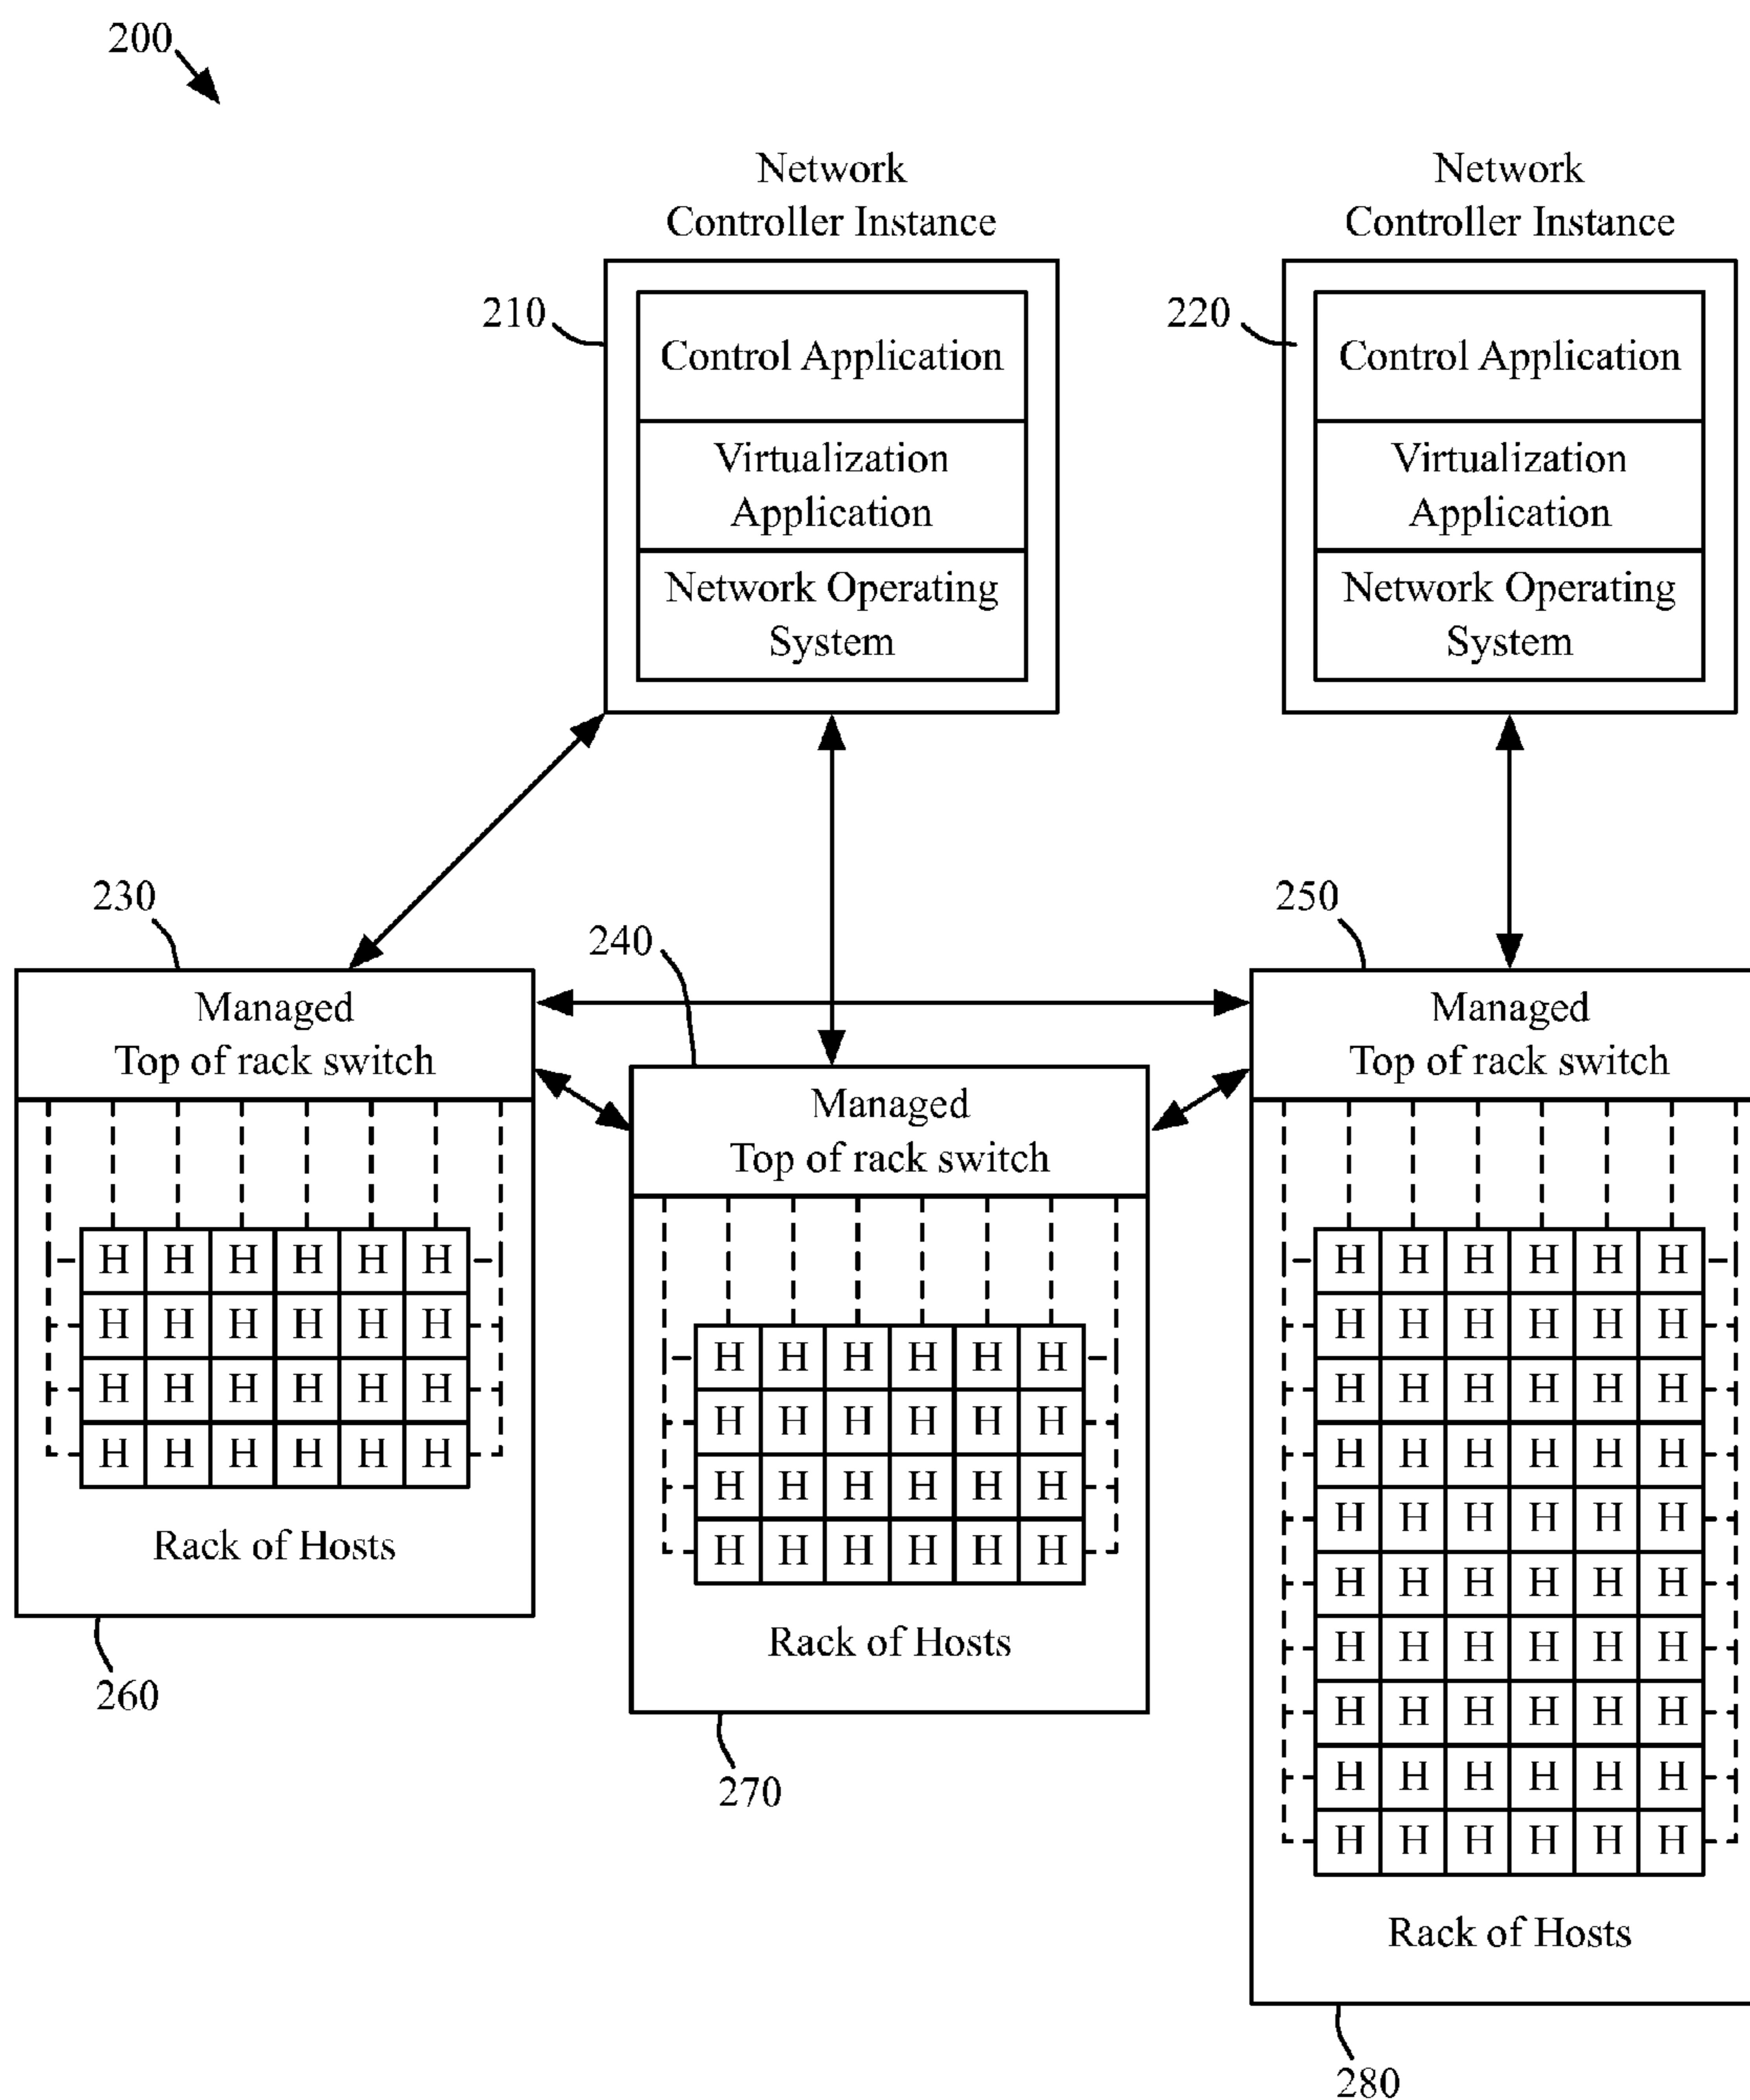 200
Network
Controller Instance
210
Control Application
Virtualization
Application
Network Operating
System
Network
Controller Instance
220
Control Application
Virtualization
Application
Network Operating
System
230
Managed
Top of rack switch
H H H H H H
H H H H H H
H H H H H H
H H H H H H
Rack of Hosts
260
240
Managed
Top of rack switch
H H H H H H
H H H H H H
H H H H H H
H H H H H H
Rack of Hosts
270
250
Managed
Top of rack switch
H H H H H H
H H H H H H
H H H H H H
H H H H H H
H H H H H H
H H H H H H
H H H H H H
H H H H H H
H H H H H H
H H H H H H
Rack of Hosts
280